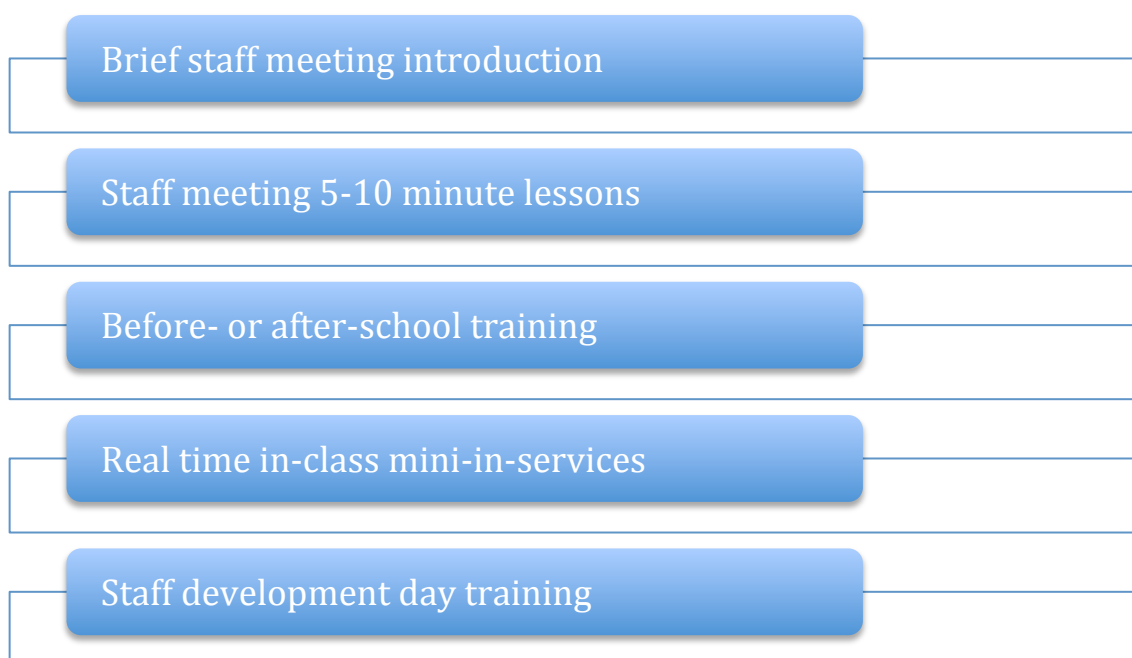 Brief staff meeting introduction
Staff meeting 5-10 minute lessons
Before- or after-school training
Real time in-class mini-in-services
Staff development day training